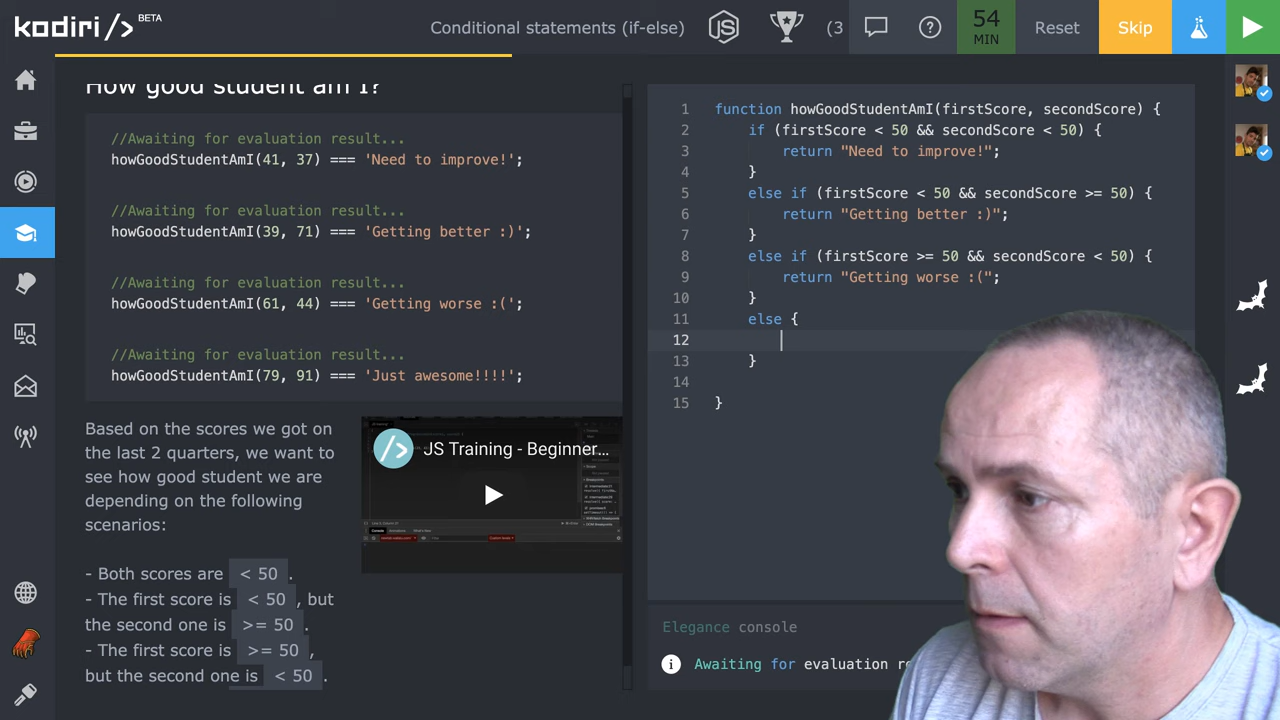 kodiri/> BETA
Conditional statements (if-else)
JS
(3
54
MIN
Reset
Skip
How good student am I?
//Awaiting for evaluation result...
howGoodStudentAmI(41, 37) === 'Need to improve!';
//Awaiting for evaluation result...
howGoodStudentAmI(39, 71) === 'Getting better :)';
//Awaiting for evaluation result...
howGoodStudentAmI(61, 44) === 'Getting worse :(';
//Awaiting for evaluation result...
howGoodStudentAmI(79, 91) === 'Just awesome!!!!';
Based on the scores we got on
the last 2 quarters, we want to
see how good student we are
depending on the following
scenarios:
- Both scores are < 50 .
- The first score is < 50 , but
the second one is >= 50 .
- The first score is >= 50 ,
but the second one is < 50 .
JS Training - Beginner...
1 function howGoodStudentAmI(firstScore, secondScore) {
2 if (firstScore < 50 && secondScore < 50) {
3 return "Need to improve!";
4 }
5 else if (firstScore < 50 && secondScore >= 50) {
6 return "Getting better :)";
7 }
8 else if (firstScore >= 50 && secondScore < 50) {
9 return "Getting worse :(";
10 }
11 else {
12
13 }
14
15 }
Elegance console
Awaiting for evaluation re